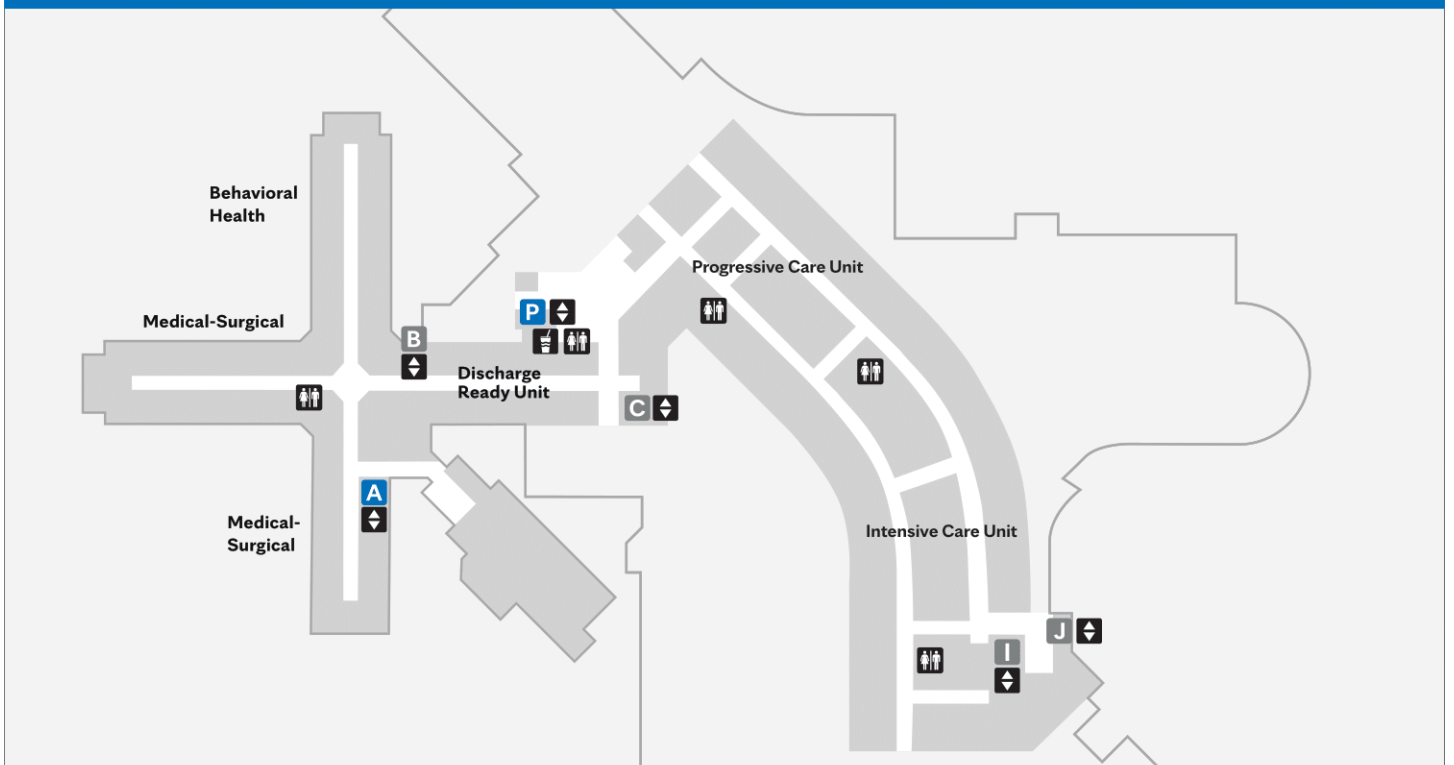 Behavioral
Health
Progressive Care Unit
P
Medical-Surgical
B
Discharge
Ready Unit
C
A
Medical-
Surgical
Intensive Care Unit
J
I